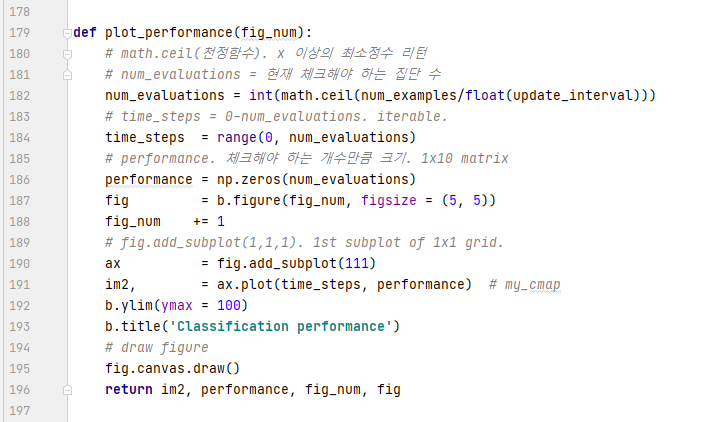 178
179 def plot_performance(fig_num):
180 # math.ceil(천정함수). x 이상의 최소정수 리턴
181 # num_evaluations = 현재 체크해야 하는 집단 수
182 num_evaluations = int(math.ceil(num_examples/float(update_interval)))
183 # time_steps = 0-num_evaluations. iterable.
184 time_steps  = range(0, num_evaluations)
185 # performance. 체크해야 하는 개수만큼 크기. 1x10 matrix
186 performance = np.zeros(num_evaluations)
187 fig         = b.figure(fig_num, figsize = (5, 5))
188 fig_num    += 1
189 # fig.add_subplot(1,1,1). 1st subplot of 1x1 grid.
190 ax          = fig.add_subplot(111)
191 im2,        = ax.plot(time_steps, performance)  # my_cmap
192 b.ylim(ymax = 100)
193 b.title('Classification performance')
194 # draw figure
195 fig.canvas.draw()
196 return im2, performance, fig_num, fig
197